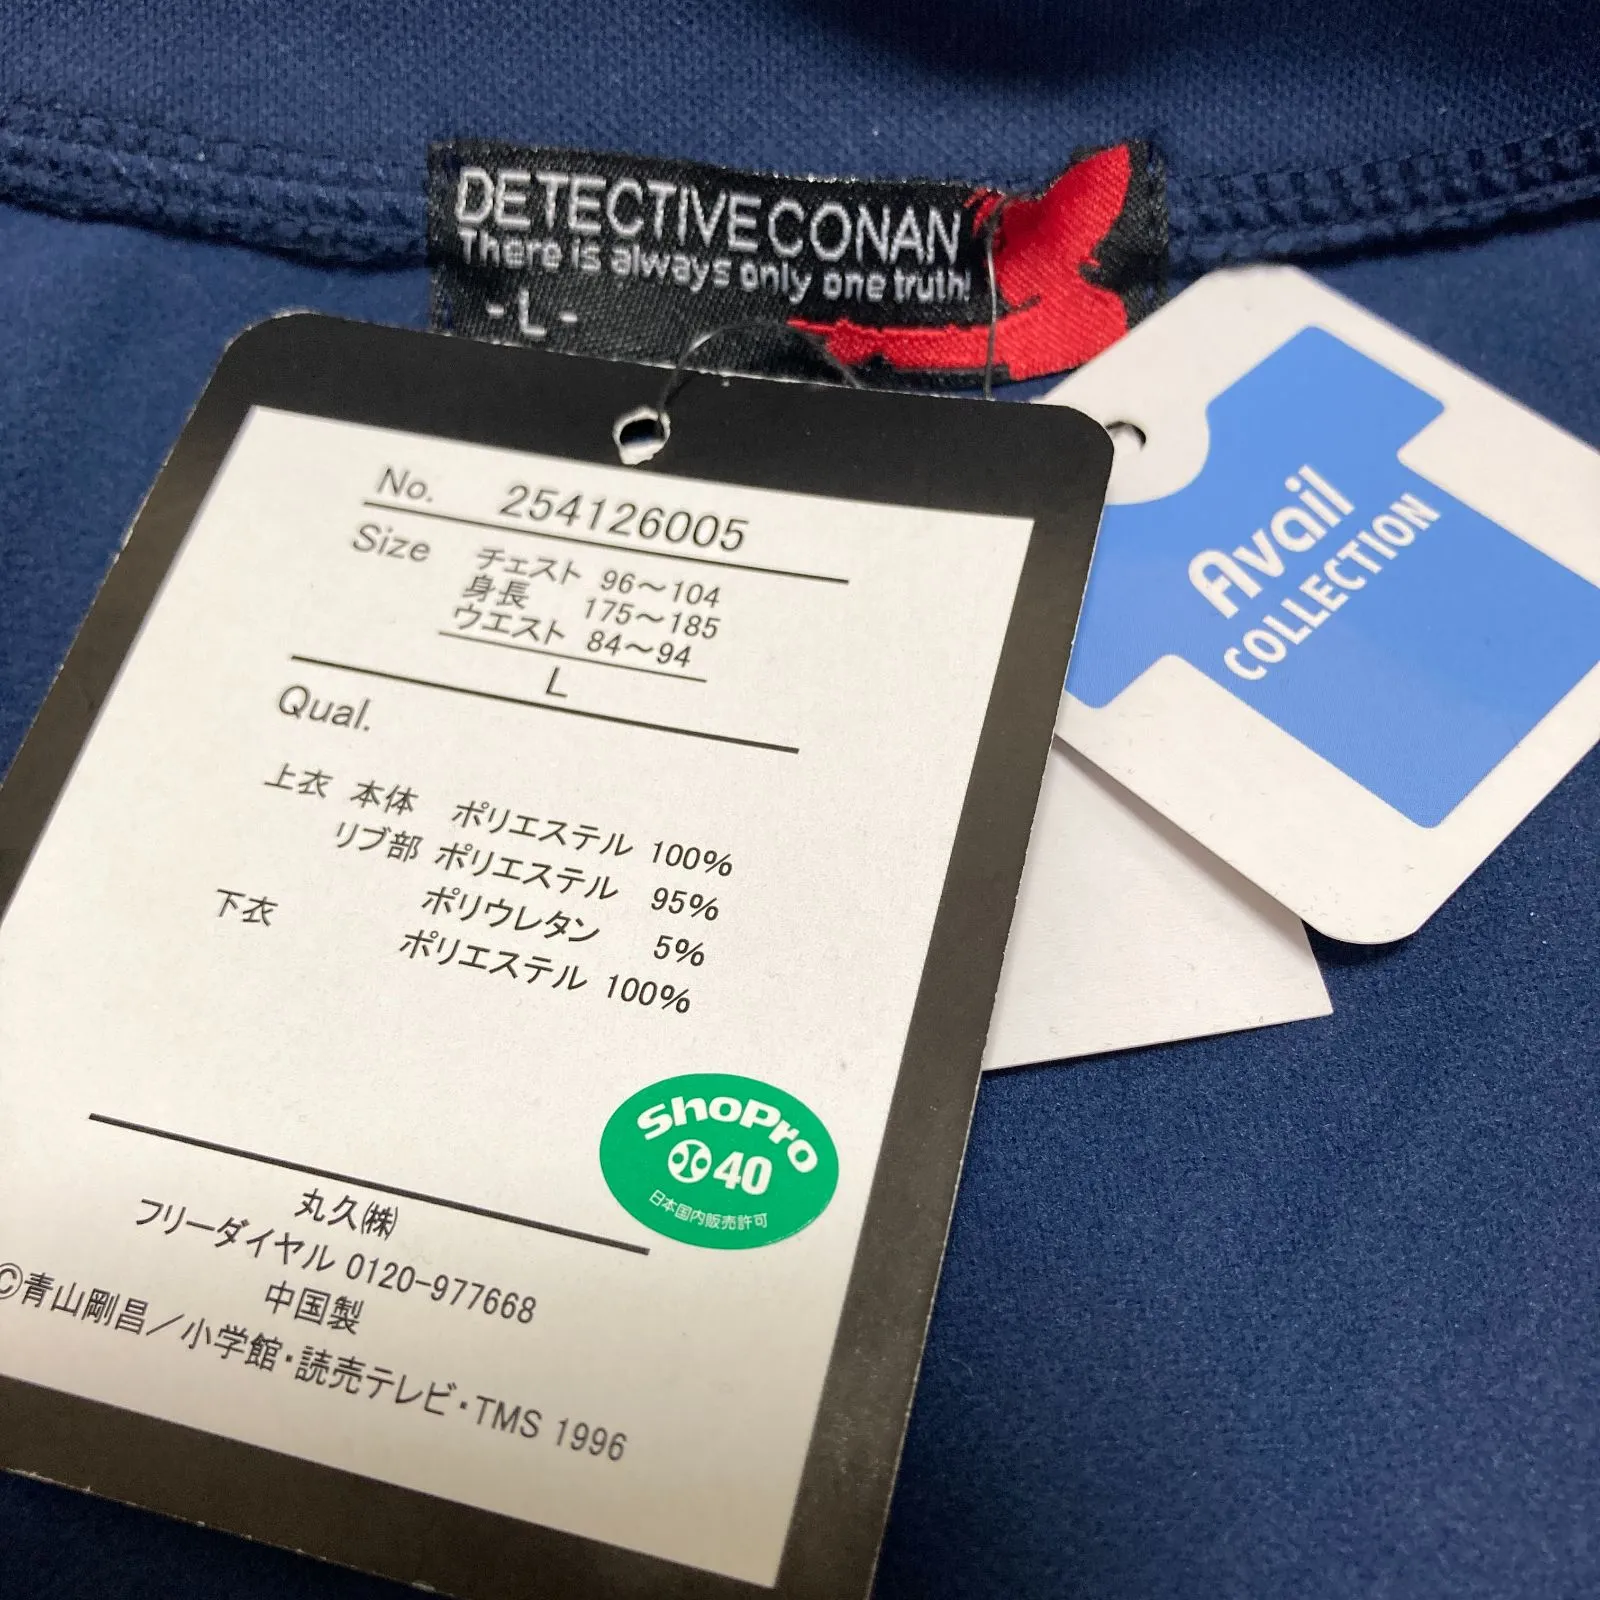 DETECTIVE CONAN
There is always only one truth!
- L -
No. 254126005
Size チェスト 96～104
身長 175～185
ウエスト 84～94
L
Qual.
上衣 本体 ポリエステル 100%
リブ部 ポリエステル 95%
ポリウレタン 5%
下衣 ポリエステル 100%
ShoPro
40
日本国内販売許可
丸久㈱
フリーダイヤル 0120-977668
中国製
©青山剛昌／小学館・読売テレビ・TMS 1996
Avail
COLLECTION